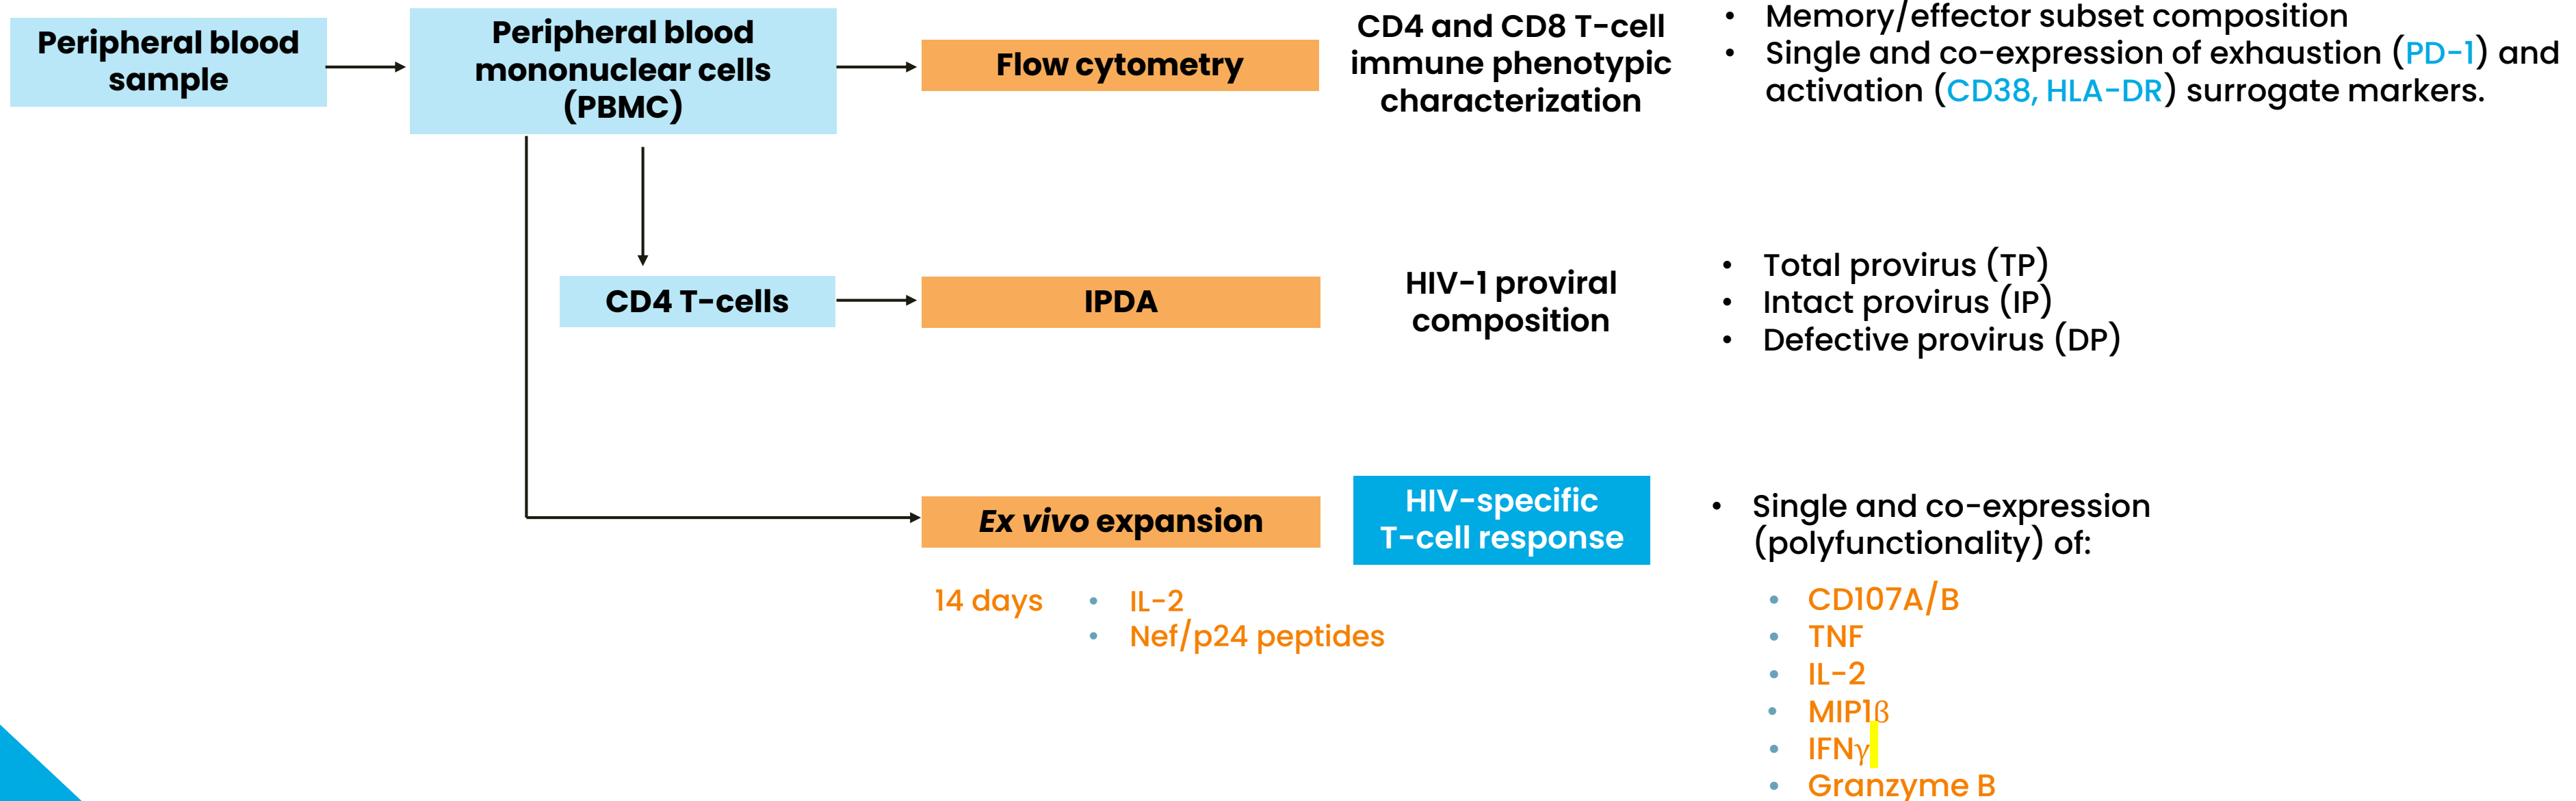 Peripheral blood
sample
Peripheral blood
mononuclear cells
(PBMC)
Flow cytometry
CD4 and CD8 T-cell
immune phenotypic
characterization
• Memory/effector subset composition
• Single and co-expression of exhaustion (PD-1) and
activation (CD38, HLA-DR) surrogate markers.
CD4 T-cells
IPDA
HIV-1 proviral
composition
• Total provirus (TP)
• Intact provirus (IP)
• Defective provirus (DP)
Ex vivo expansion
HIV-specific
T-cell response
• Single and co-expression
(polyfunctionality) of:
14 days
• IL-2
• Nef/p24 peptides
• CD107A/B
• TNF
• IL-2
• MIP1β
• IFNγ
• Granzyme B